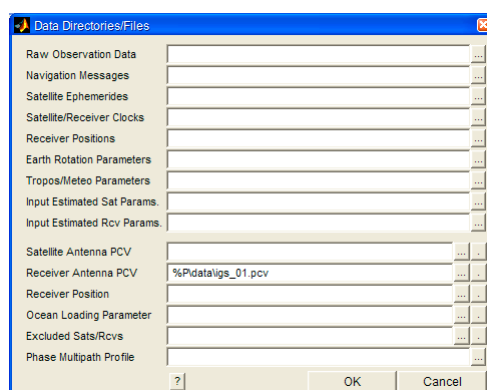 Data Directories/Files
Raw Observation Data ...
Navigation Messages ...
Satellite Ephemerides ...
Satellite/Receiver Clocks ...
Receiver Positions ...
Earth Rotation Parameters ...
Tropos/Meteo Parameters ...
Input Estimated Sat Params. ...
Input Estimated Rcv Params. ...
Satellite Antenna PCV ... .
Receiver Antenna PCV %P\data\igs_01.pcv ... .
Receiver Position ... .
Ocean Loading Parameter ... .
Excluded Sats/Rcvs ... .
Phase Multipath Profile ...
? OK Cancel